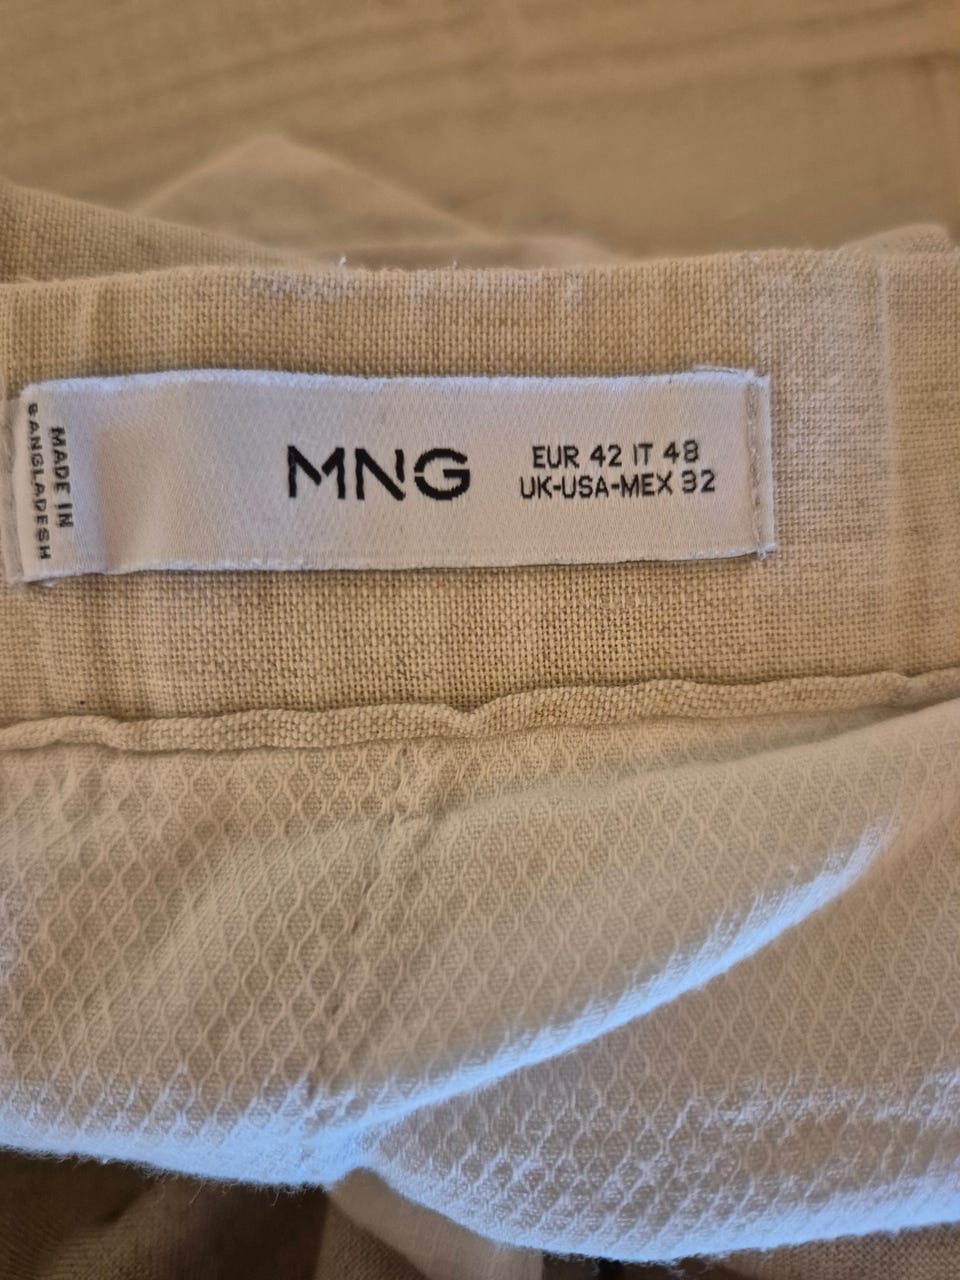 MADE IN
BANGLADESH
MNG
EUR 42 IT 48
UK-USA-MEX 32